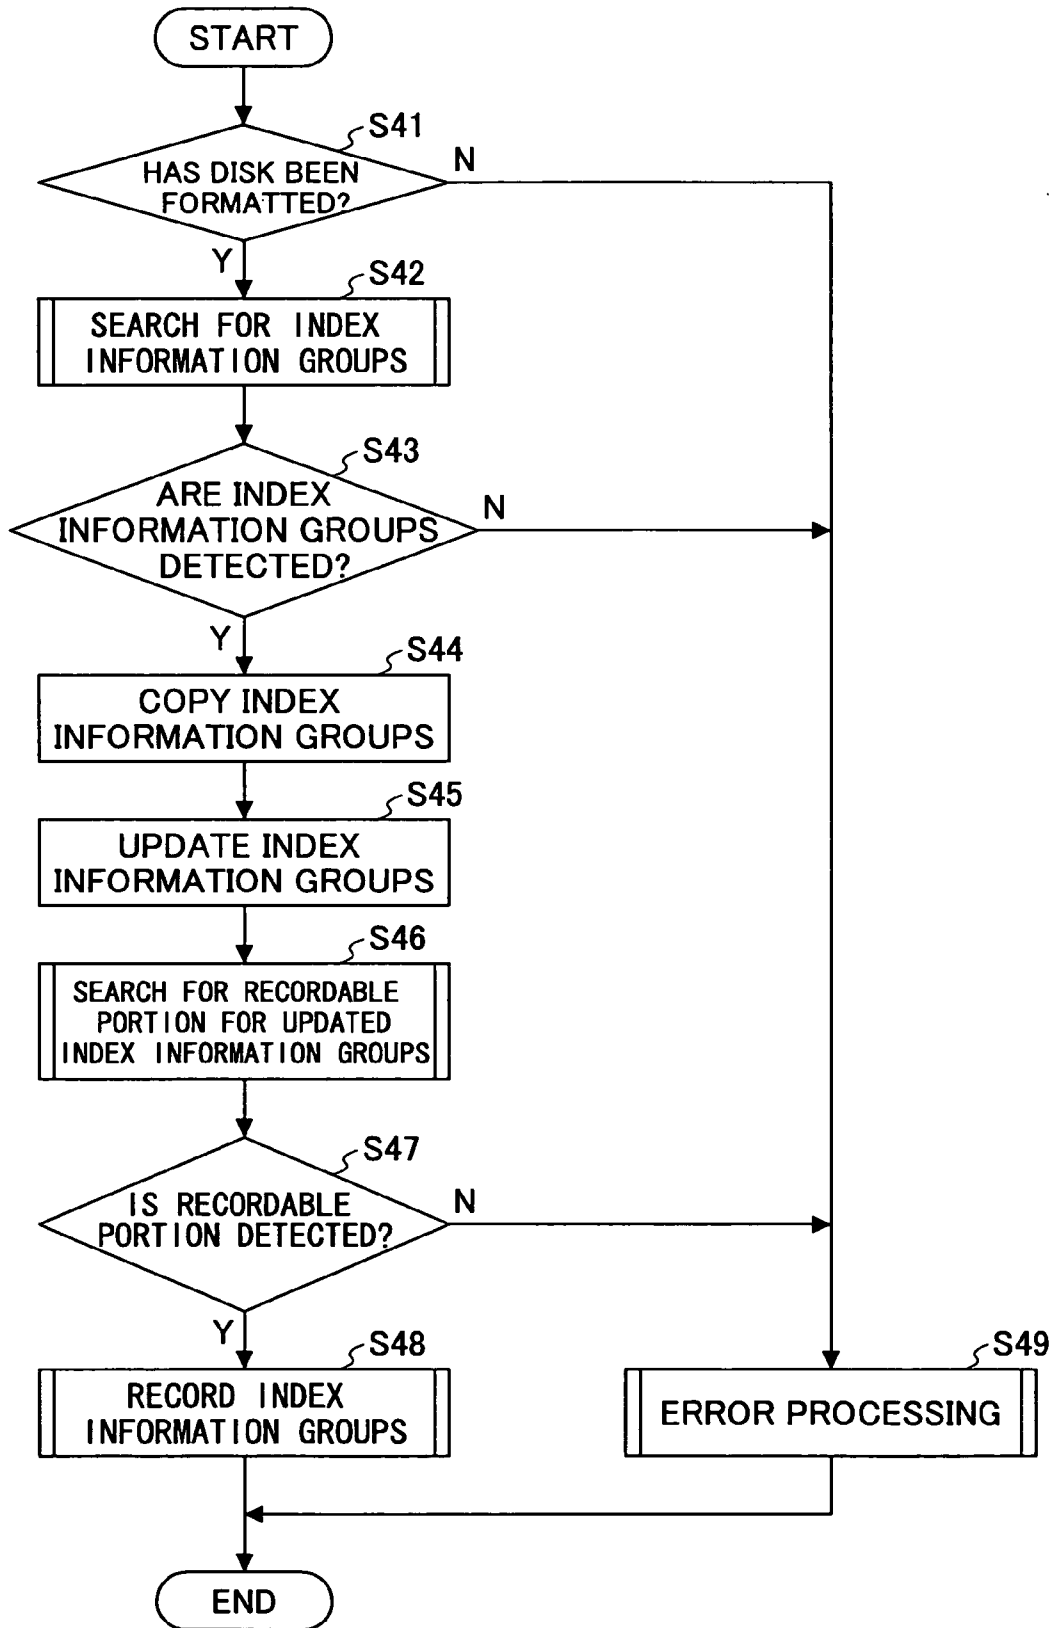 START
S41
HAS DISK BEEN
FORMATTED?
N
Y
S42
SEARCH FOR INDEX
INFORMATION GROUPS
S43
ARE INDEX
INFORMATION GROUPS
DETECTED?
N
Y
S44
COPY INDEX
INFORMATION GROUPS
S45
UPDATE INDEX
INFORMATION GROUPS
S46
SEARCH FOR RECORDABLE
PORTION FOR UPDATED
INDEX INFORMATION GROUPS
S47
IS RECORDABLE
PORTION DETECTED?
N
Y
S48
RECORD INDEX
INFORMATION GROUPS
S49
ERROR PROCESSING
END